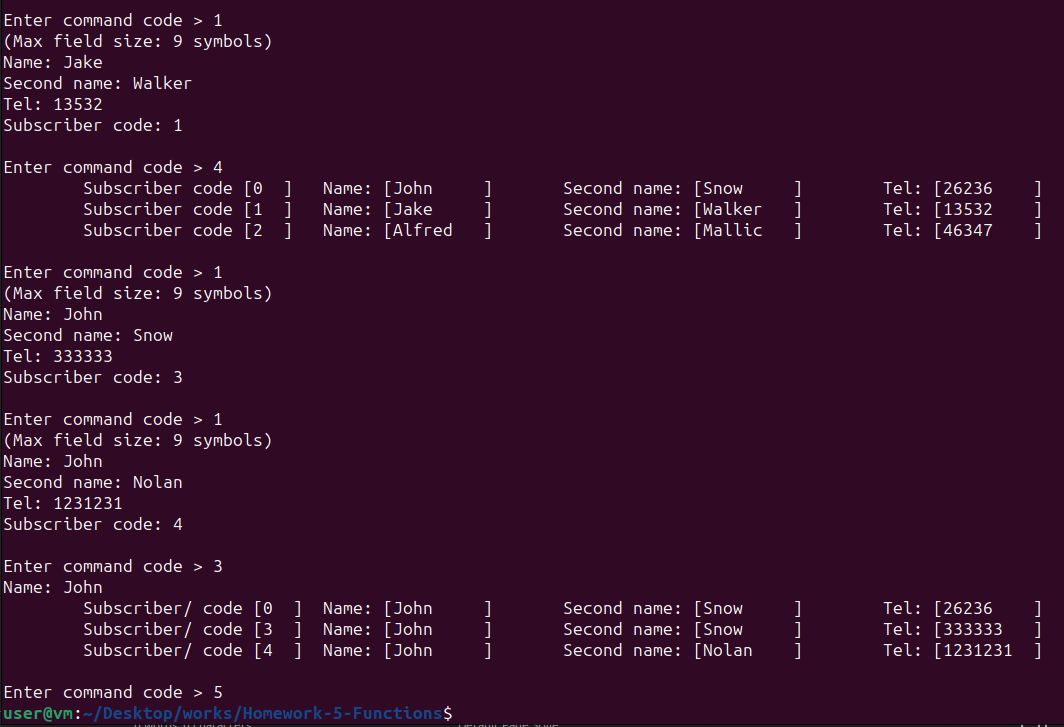 Enter command code > 1
(Max field size: 9 symbols)
Name: Jake
Second name: Walker
Tel: 13532
Subscriber code: 1
Enter command code > 4
Subscriber code [0  ]   Name: [John     ]       Second name: [Snow     ]        Tel: [26236    ]
Subscriber code [1  ]   Name: [Jake     ]       Second name: [Walker   ]        Tel: [13532    ]
Subscriber code [2  ]   Name: [Alfred   ]       Second name: [Mallic   ]        Tel: [46347    ]
Enter command code > 1
(Max field size: 9 symbols)
Name: John
Second name: Snow
Tel: 333333
Subscriber code: 3
Enter command code > 1
(Max field size: 9 symbols)
Name: John
Second name: Nolan
Tel: 1231231
Subscriber code: 4
Enter command code > 3
Name: John
Subscriber/ code [0  ]  Name: [John     ]       Second name: [Snow     ]        Tel: [26236    ]
Subscriber/ code [3  ]  Name: [John     ]       Second name: [Snow     ]        Tel: [333333   ]
Subscriber/ code [4  ]  Name: [John     ]       Second name: [Nolan    ]        Tel: [1231231  ]
Enter command code > 5
user@vm:~/Desktop/works/Homework-5-Functions$